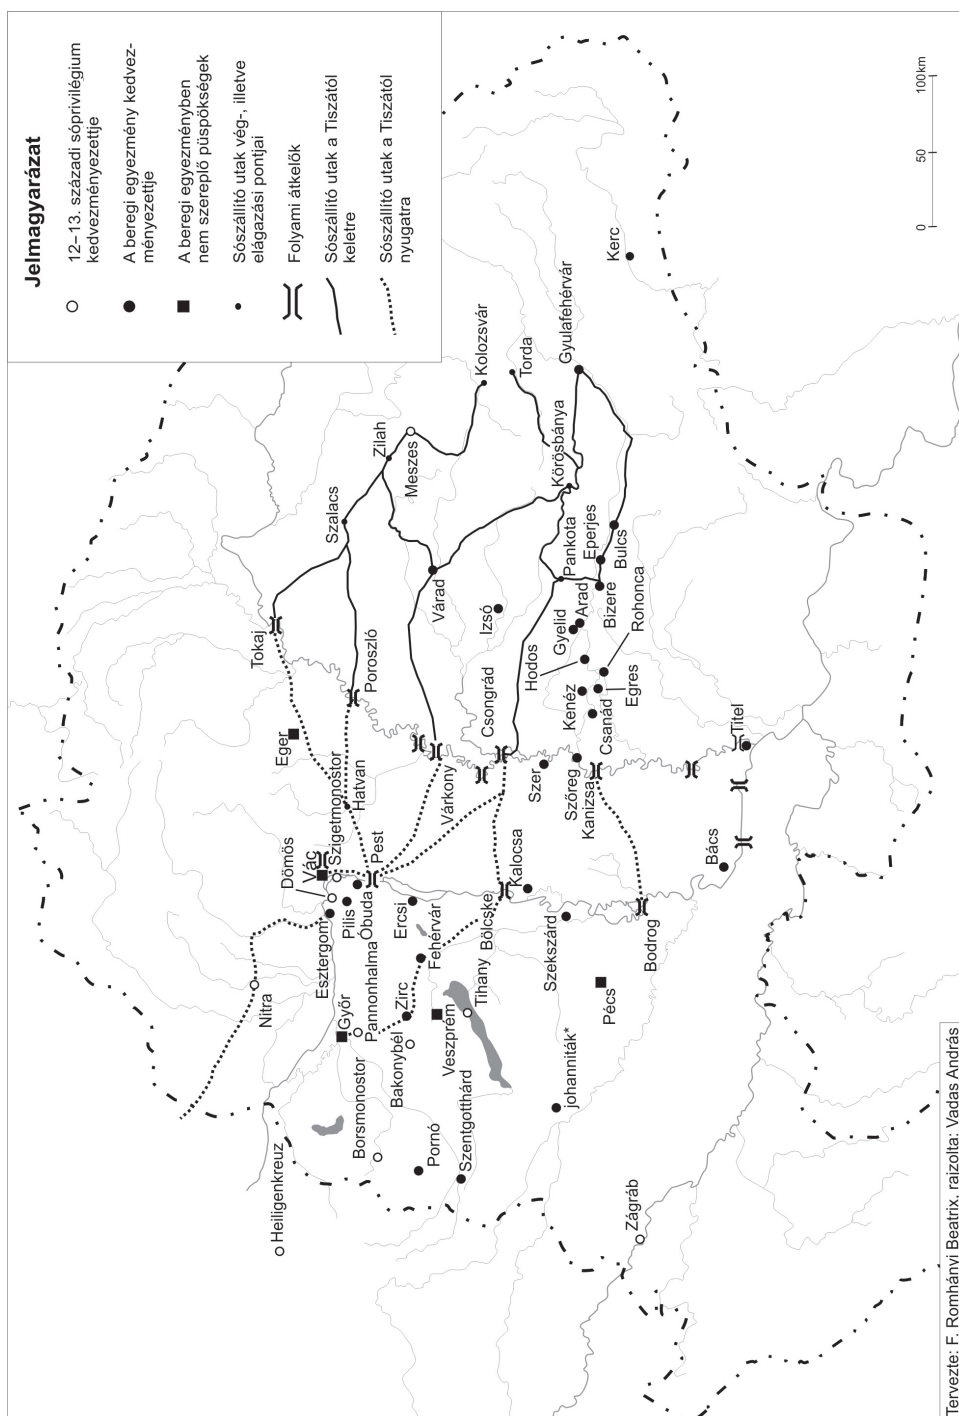 Jelmagyarázat
12–13. századi sóprivilégium
kedvezményezettje
A beregi egyezmény kedvez-
ményezettje
A beregi egyezményben
nem szereplő püspökségek
Sószállító utak vég-, illetve
elágazási pontjai
Folyami átkelők
Sószállító utak a Tiszától
keletre
Sószállító utak a Tiszától
nyugatra
0
50
100km
Kerc
Kolozsvár
Torda
Gyulafehérvár
Zilah
Meszes
Körösbánya
Szalacs
Pankota
Eperjes
Bulcs
Várad
Izsó
Gyelid
Arad
Bizere
Rohonca
Tokaj
Poroszló
Hodos
Csongrád
Kenéz
Egres
Csanád
Eger
Titel
Szigetmonostor
Hatvan
Várkony
Szer
Szőreg
Kanizsa
Dömös
Vác
Pest
Kalocsa
Bács
Esztergom
Pilis
Óbuda
Ercsi
Fehérvár
Bölcske
Szekszárd
Bodrog
Nitra
Győr
Pannonhalma
Zirc
Tihany
Pécs
Bakonybél
Veszprém
johanniták*
Borsmonostor
Pornó
Szentgotthárd
Heiligenkreuz
Zágráb
Tervezte: F. Romhányi Beatrix. raizolta: Vadas András